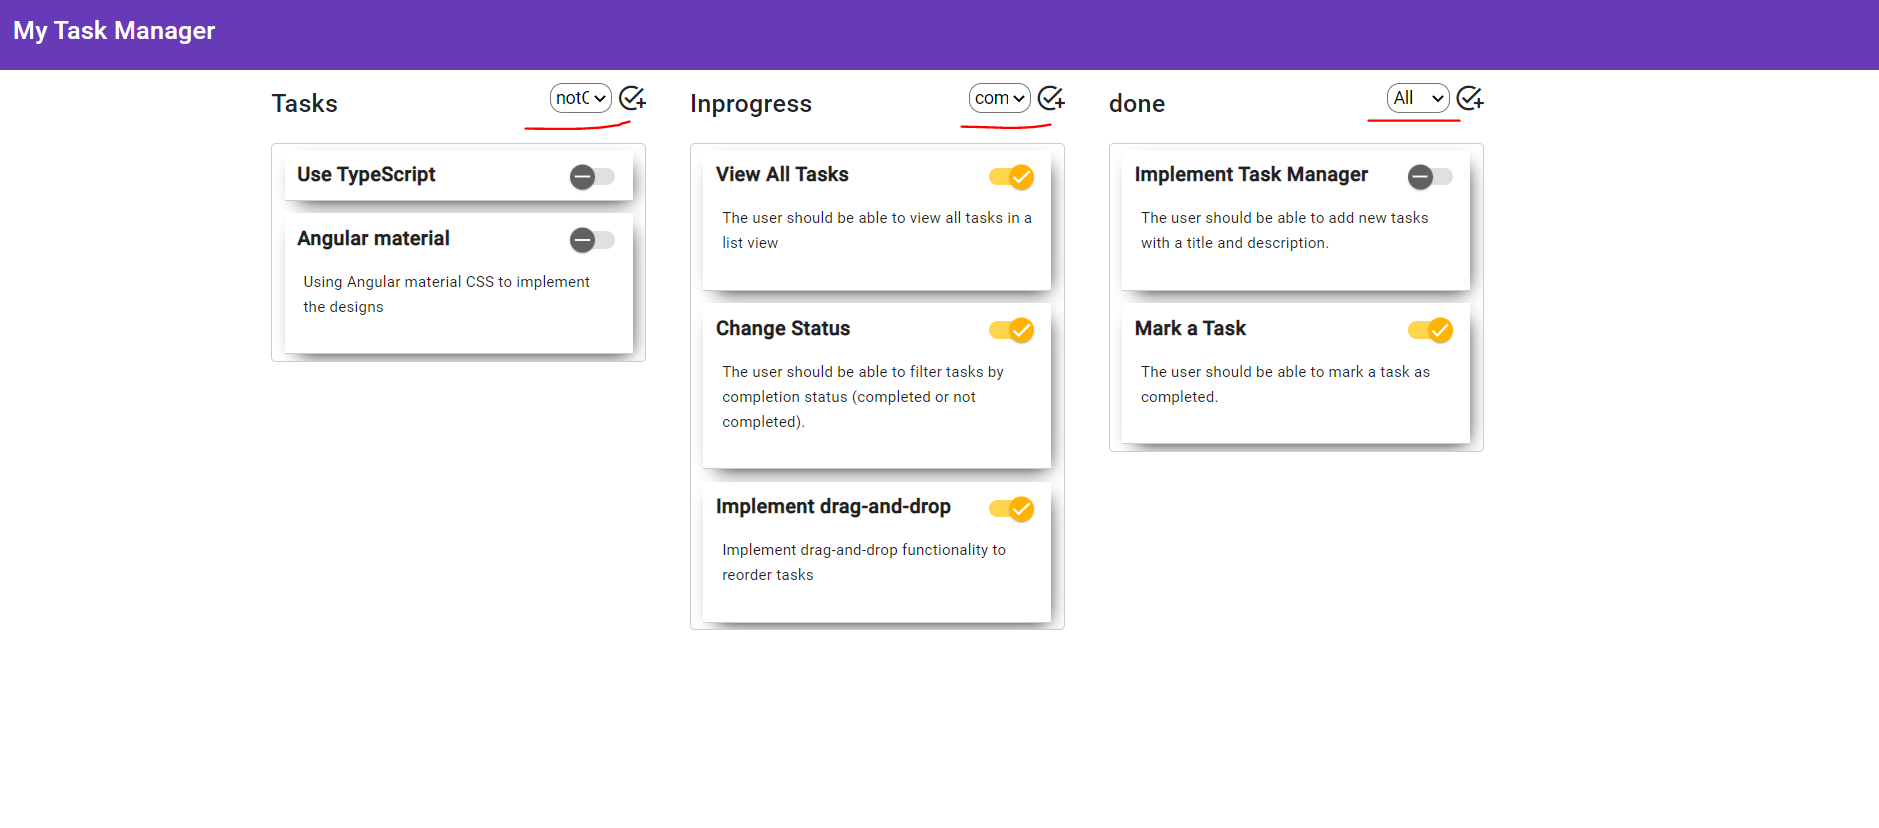 My Task Manager
Tasks
notC
Use TypeScript
Angular material
Using Angular material CSS to implement
the designs
Inprogress
com
View All Tasks
The user should be able to view all tasks in a
list view
Change Status
The user should be able to filter tasks by
completion status (completed or not
completed).
Implement drag-and-drop
Implement drag-and-drop functionality to
reorder tasks
done
All
Implement Task Manager
The user should be able to add new tasks
with a title and description.
Mark a Task
The user should be able to mark a task as
completed.